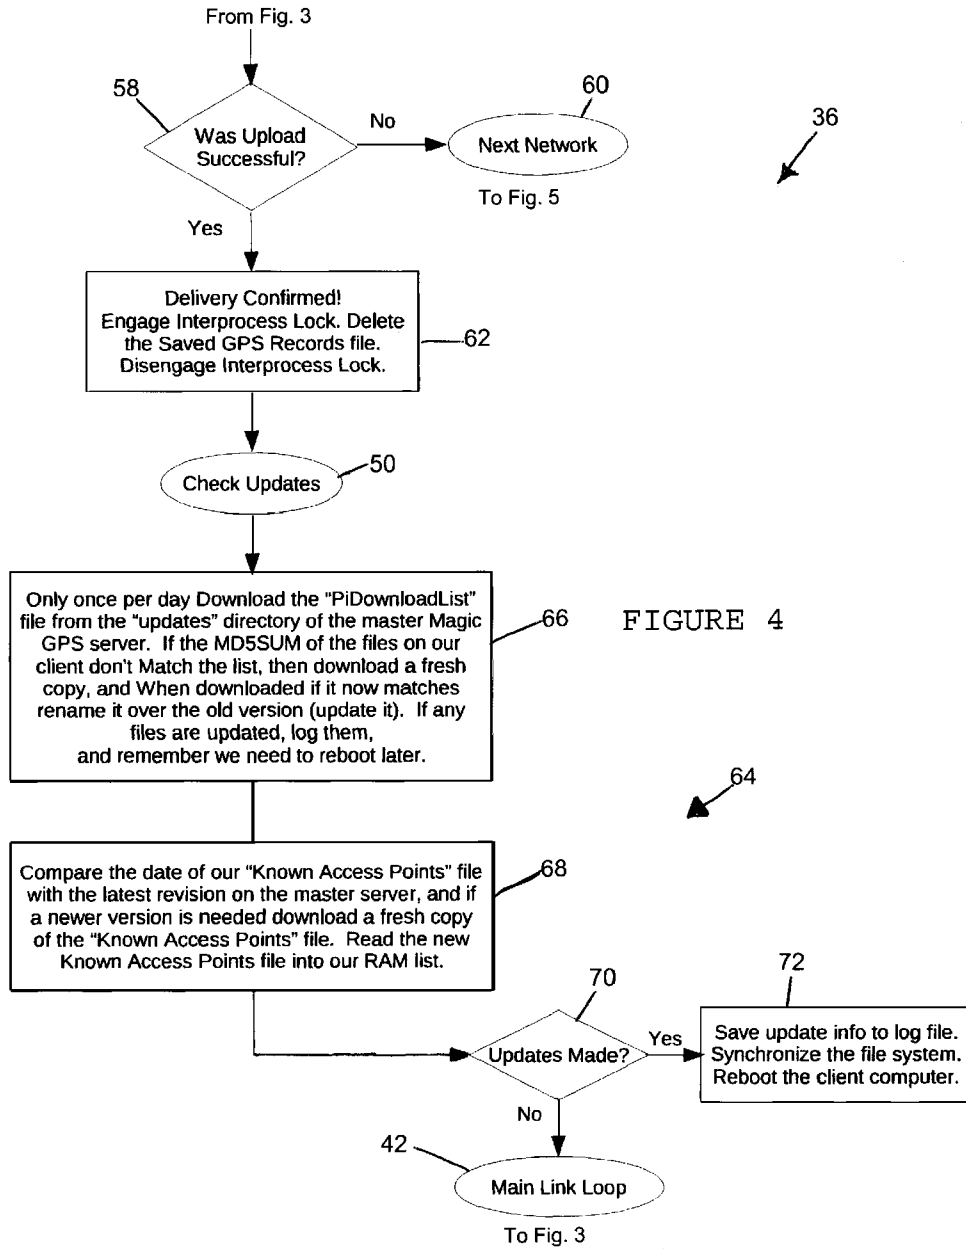 From Fig. 3
58
60
36
Was Upload
Successful?
No
Next Network
To Fig. 5
Yes
Delivery Confirmed!
Engage Interprocess Lock. Delete
the Saved GPS Records file.
Disengage Interprocess Lock.
62
50
Check Updates
Only once per day Download the "PiDownloadList"
file from the "updates" directory of the master Magic
GPS server. If the MD5SUM of the files on our
client don't Match the list, then download a fresh
copy, and When downloaded if it now matches
rename it over the old version (update it). If any
files are updated, log them,
and remember we need to reboot later.
66
FIGURE 4
64
Compare the date of our "Known Access Points" file
with the latest revision on the master server, and if
a newer version is needed download a fresh copy
of the "Known Access Points" file. Read the new
Known Access Points file into our RAM list.
68
70
72
Updates Made?
Yes
Save update info to log file.
Synchronize the file system.
Reboot the client computer.
No
42
Main Link Loop
To Fig. 3